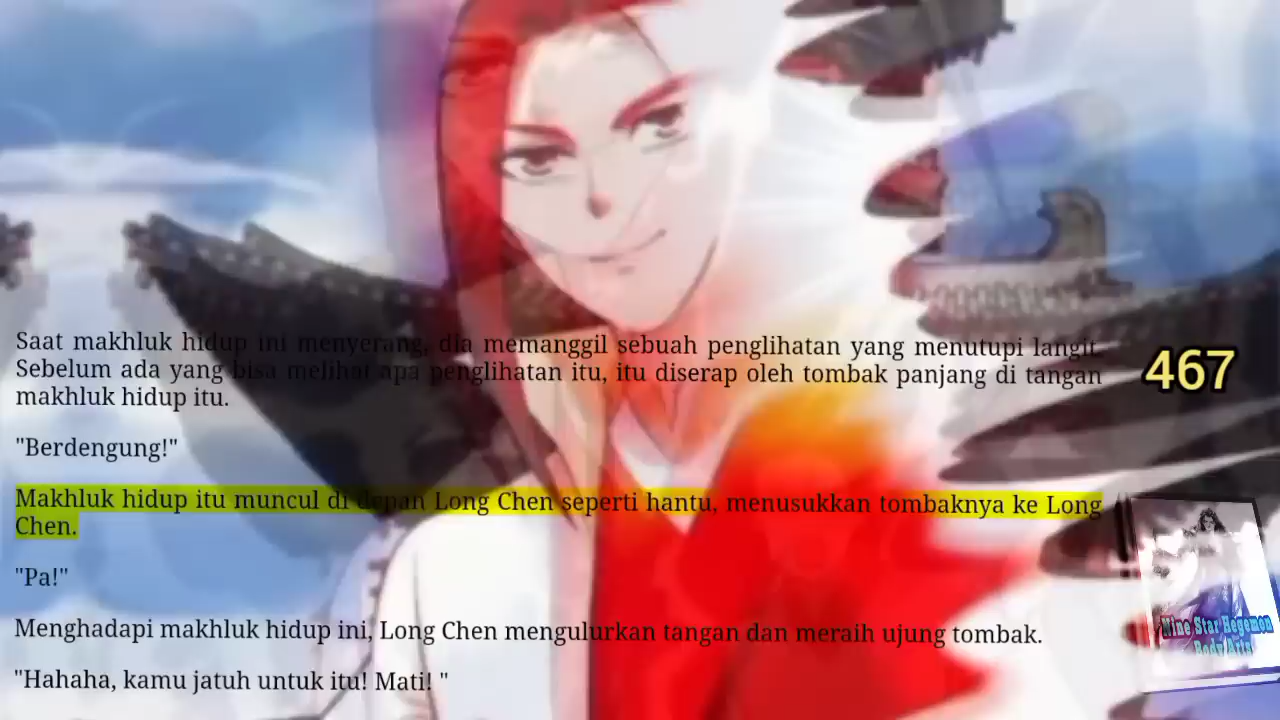 Saat makhluk hidup ini menyerang, dia memanggil sebuah penglihatan yang menutupi langit.
Sebelum ada yang bisa melihat apa penglihatan itu, itu diserap oleh tombak panjang di tangan
makhluk hidup itu.
467
"Berdengung!"
Makhluk hidup itu muncul di depan Long Chen seperti hantu, menusukkan tombaknya ke Long
Chen.
"Pa!"
Menghadapi makhluk hidup ini, Long Chen mengulurkan tangan dan meraih ujung tombak.
"Hahaha, kamu jatuh untuk itu! Mati! "
Nine Star Hegemon
Body Arts